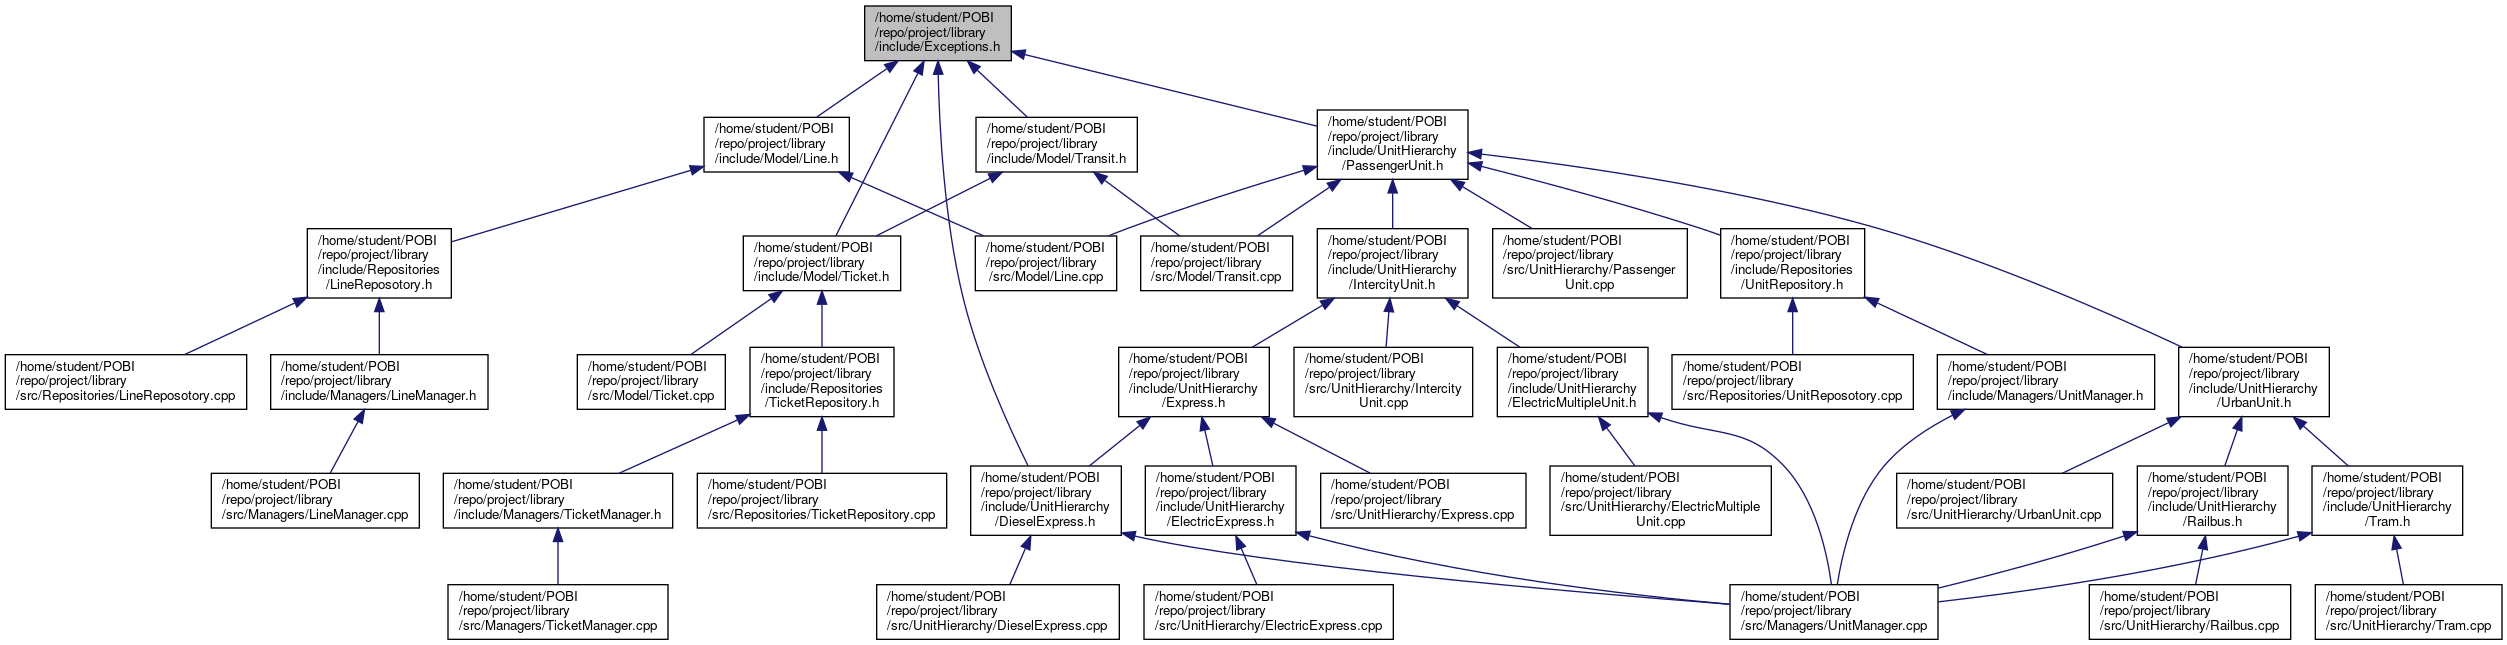 /home/student/POBI
/repo/project/library
/include/Exceptions.h
/home/student/POBI
/repo/project/library
/include/Model/Line.h
/home/student/POBI
/repo/project/library
/include/Model/Transit.h
/home/student/POBI
/repo/project/library
/include/UnitHierarchy
/PassengerUnit.h
/home/student/POBI
/repo/project/library
/include/Repositories
/LineReposotory.h
/home/student/POBI
/repo/project/library
/include/Model/Ticket.h
/home/student/POBI
/repo/project/library
/src/Model/Line.cpp
/home/student/POBI
/repo/project/library
/src/Model/Transit.cpp
/home/student/POBI
/repo/project/library
/include/UnitHierarchy
/IntercityUnit.h
/home/student/POBI
/repo/project/library
/src/UnitHierarchy/Passenger
Unit.cpp
/home/student/POBI
/repo/project/library
/include/Repositories
/UnitRepository.h
/home/student/POBI
/repo/project/library
/src/Repositories/LineReposotory.cpp
/home/student/POBI
/repo/project/library
/include/Managers/LineManager.h
/home/student/POBI
/repo/project/library
/src/Model/Ticket.cpp
/home/student/POBI
/repo/project/library
/include/Repositories
/TicketRepository.h
/home/student/POBI
/repo/project/library
/include/UnitHierarchy
/Express.h
/home/student/POBI
/repo/project/library
/src/UnitHierarchy/Intercity
Unit.cpp
/home/student/POBI
/repo/project/library
/include/UnitHierarchy
/ElectricMultipleUnit.h
/home/student/POBI
/repo/project/library
/src/Repositories/UnitReposotory.cpp
/home/student/POBI
/repo/project/library
/include/Managers/UnitManager.h
/home/student/POBI
/repo/project/library
/include/UnitHierarchy
/UrbanUnit.h
/home/student/POBI
/repo/project/library
/src/Managers/LineManager.cpp
/home/student/POBI
/repo/project/library
/include/Managers/TicketManager.h
/home/student/POBI
/repo/project/library
/src/Repositories/TicketRepository.cpp
/home/student/POBI
/repo/project/library
/include/UnitHierarchy
/DieselExpress.h
/home/student/POBI
/repo/project/library
/include/UnitHierarchy
/ElectricExpress.h
/home/student/POBI
/repo/project/library
/src/UnitHierarchy/Express.cpp
/home/student/POBI
/repo/project/library
/src/UnitHierarchy/ElectricMultiple
Unit.cpp
/home/student/POBI
/repo/project/library
/src/UnitHierarchy/UrbanUnit.cpp
/home/student/POBI
/repo/project/library
/include/UnitHierarchy
/Railbus.h
/home/student/POBI
/repo/project/library
/include/UnitHierarchy
/Tram.h
/home/student/POBI
/repo/project/library
/src/Managers/TicketManager.cpp
/home/student/POBI
/repo/project/library
/src/UnitHierarchy/DieselExpress.cpp
/home/student/POBI
/repo/project/library
/src/UnitHierarchy/ElectricExpress.cpp
/home/student/POBI
/repo/project/library
/src/Managers/UnitManager.cpp
/home/student/POBI
/repo/project/library
/src/UnitHierarchy/Railbus.cpp
/home/student/POBI
/repo/project/library
/src/UnitHierarchy/Tram.cpp